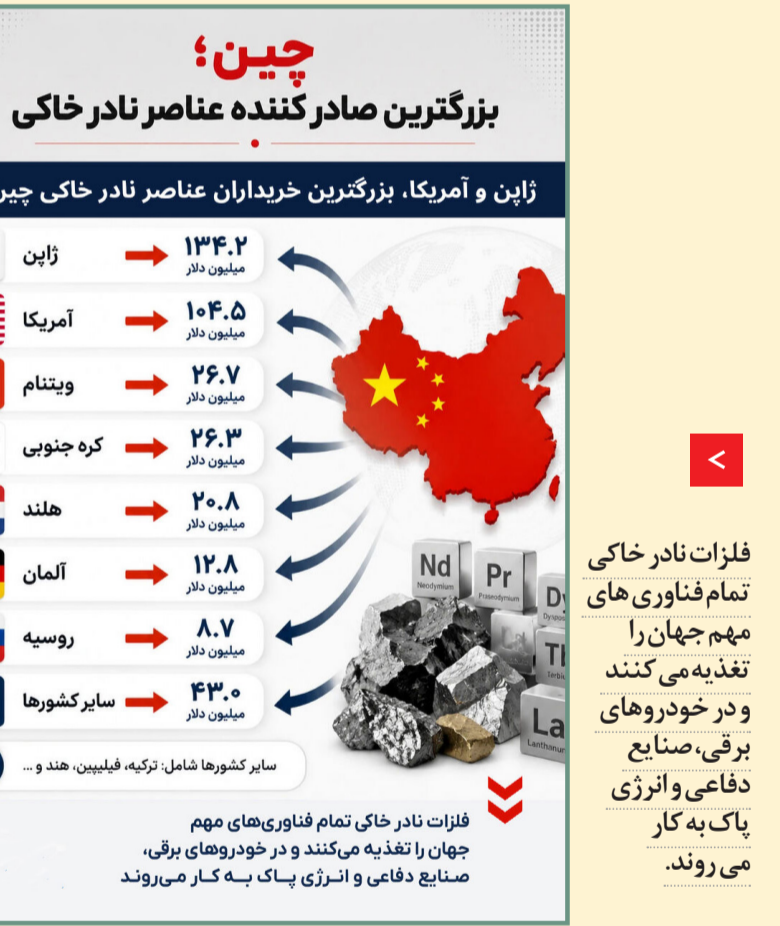 چین؛
بزرگترین صادر کننده عناصر نادر خاکی
ژاپن و آمریکا، بزرگترین خریداران عناصر نادر خاکی
۱۳۴.۲ ژاپن
میلیون دلار
۱۰۴.۵ آمریکا
میلیون دلار
۲۶.۷ ویتنام
میلیون دلار
۲۶.۳ کره جنوبی
میلیون دلار
۲۰.۸ هلند
میلیون دلار
۱۲.۸ آلمان
میلیون دلار
۸.۷ روسیه
میلیون دلار
۴۳.۰ سایر کشورها
میلیون دلار
Nd
Neodymium
Pr
Praseodymium
La
سایر کشورها شامل: ترکیه، فیلیپین، هند و ...
فلزات نادر خاکی تمام فناوری‌های مهم
جهان را تغذیه می‌کنند و در خودروهای برقی،
صنایع دفاعی و انرژی پاک به کار می‌روند
فلزات نادر خاکی
تمام فناوری های
مهم جهان را
تغذیه می کنند
و در خودروهای
برقی، صنایع
دفاعی و انرژی
پاک به کار
می روند.